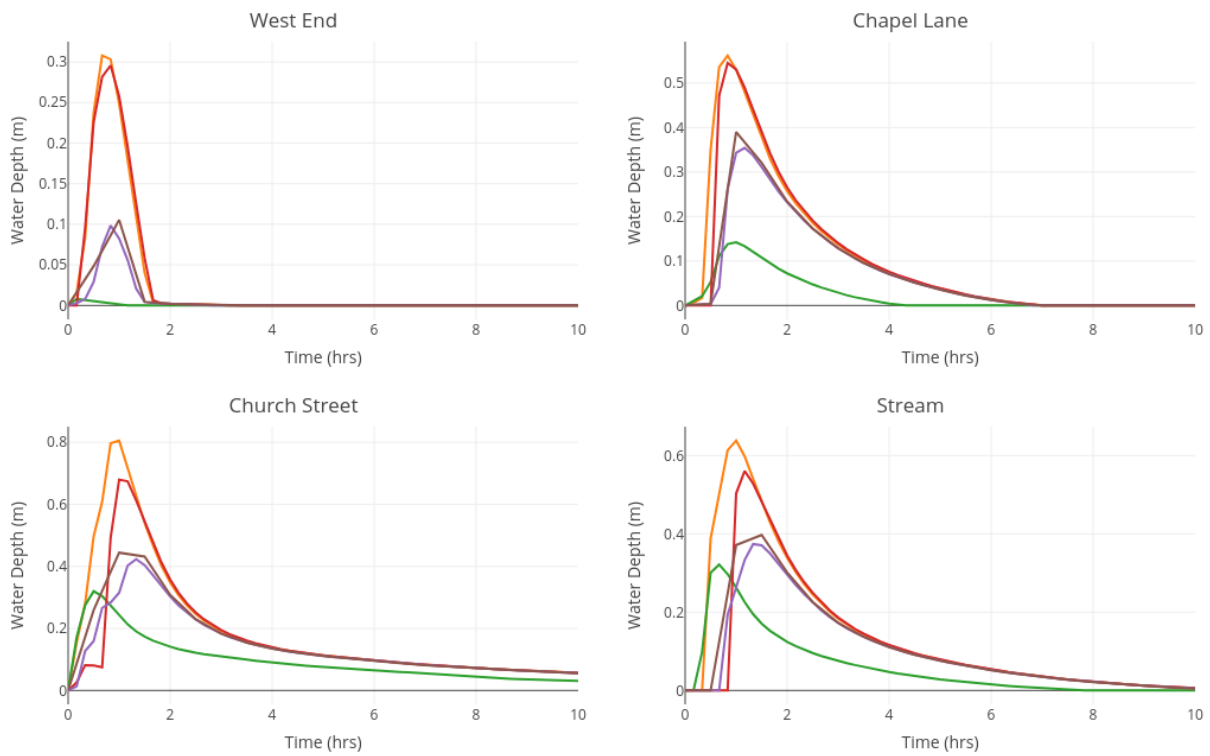 West End
Water Depth (m)
0.3
0.25
0.2
0.15
0.1
0.05
0
0 2 4 6 8 10
Time (hrs)
Chapel Lane
Water Depth (m)
0.5
0.4
0.3
0.2
0.1
0
0 2 4 6 8 10
Time (hrs)
Church Street
Water Depth (m)
0.8
0.6
0.4
0.2
0
0 2 4 6 8 10
Time (hrs)
Stream
Water Depth (m)
0.6
0.4
0.2
0
0 2 4 6 8 10
Time (hrs)